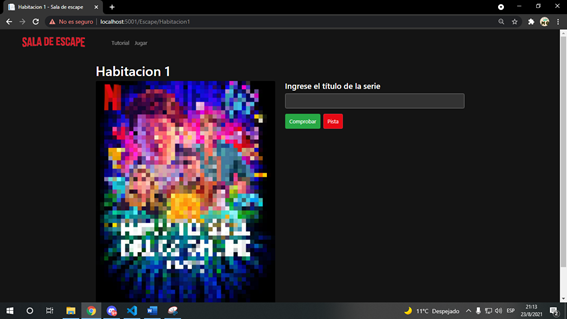 Habitacion 1 - Sala de escape
No es seguro | localhost:5001/Escape/Habitacion1
SALA DE ESCAPE
Tutorial
Jugar
Habitacion 1
N
Ingrese el título de la serie
Comprobar
Pista
11°C Despejado
ESP
21:13
23/8/2021